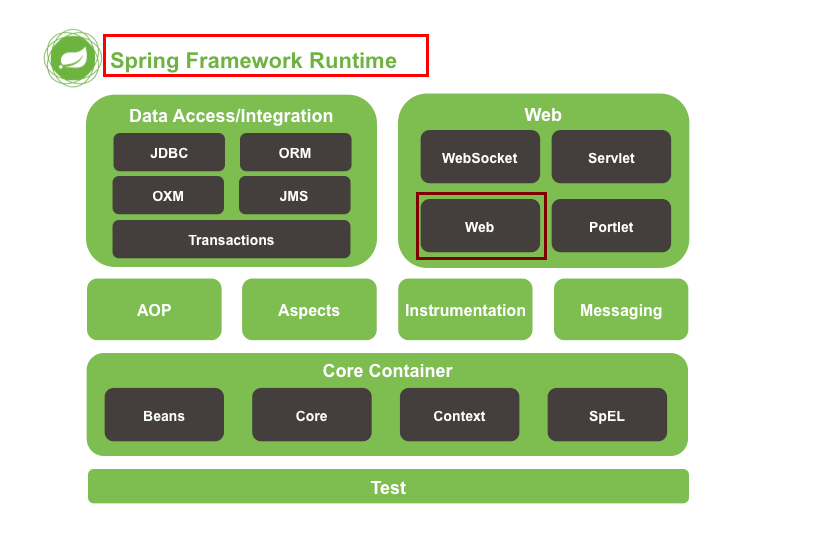 Spring Framework Runtime
Data Access/Integration
JDBC
ORM
OXM
JMS
Transactions
Web
WebSocket
Servlet
Web
Portlet
AOP
Aspects
Instrumentation
Messaging
Core Container
Beans
Core
Context
SpEL
Test